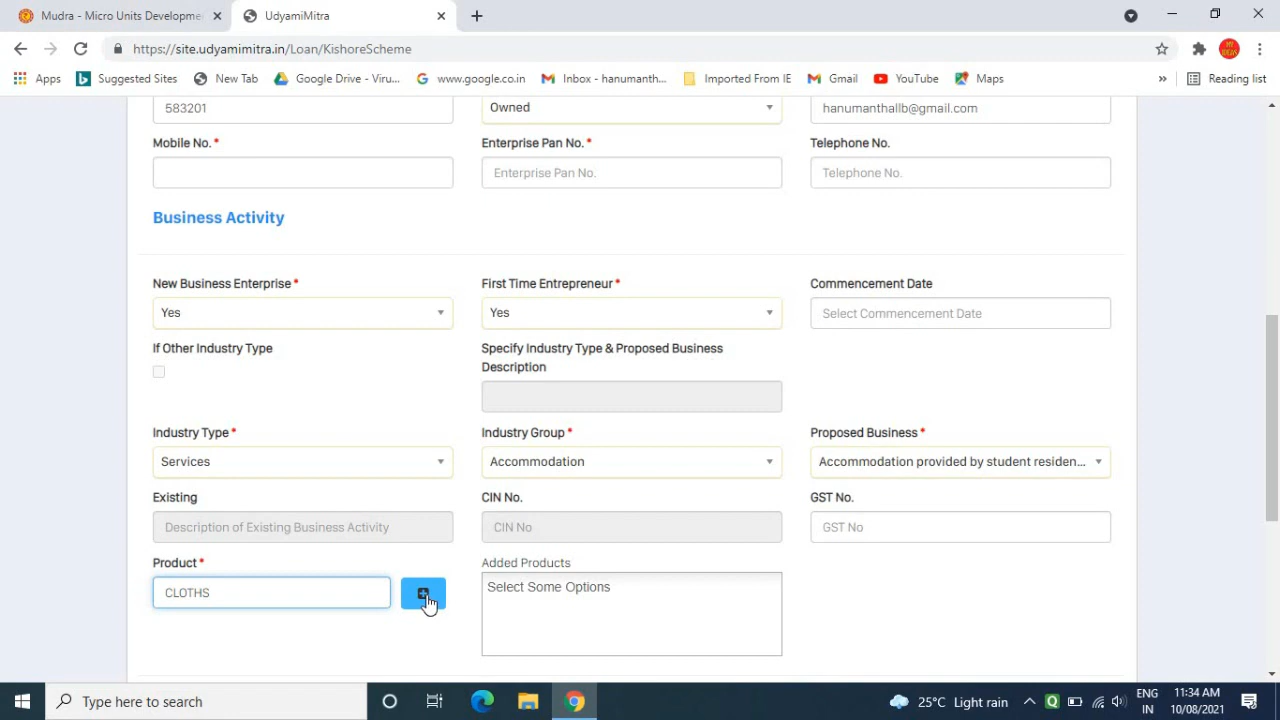 Mudra - Micro Units Developme
UdyamiMitra
https://site.udyamimitra.in/Loan/KishoreScheme
Apps
Suggested Sites
New Tab
Google Drive - Viru...
www.google.co.in
Inbox - hanumanth...
Imported From IE
Gmail
YouTube
Maps
»
Reading list
583201
Owned
hanumanthallb@gmail.com
Mobile No. *
Enterprise Pan No. *
Telephone No.
Enterprise Pan No.
Telephone No.
Business Activity
New Business Enterprise *
First Time Entrepreneur *
Commencement Date
Yes
Yes
Select Commencement Date
If Other Industry Type
Specify Industry Type & Proposed Business
Description
Industry Type *
Industry Group *
Proposed Business *
Services
Accommodation
Accommodation provided by student residen...
Existing
CIN No.
GST No.
Description of Existing Business Activity
CIN No
GST No
Product *
Added Products
CLOTHS
Select Some Options
Type here to search
25°C Light rain
ENG
IN
11:34 AM
10/08/2021